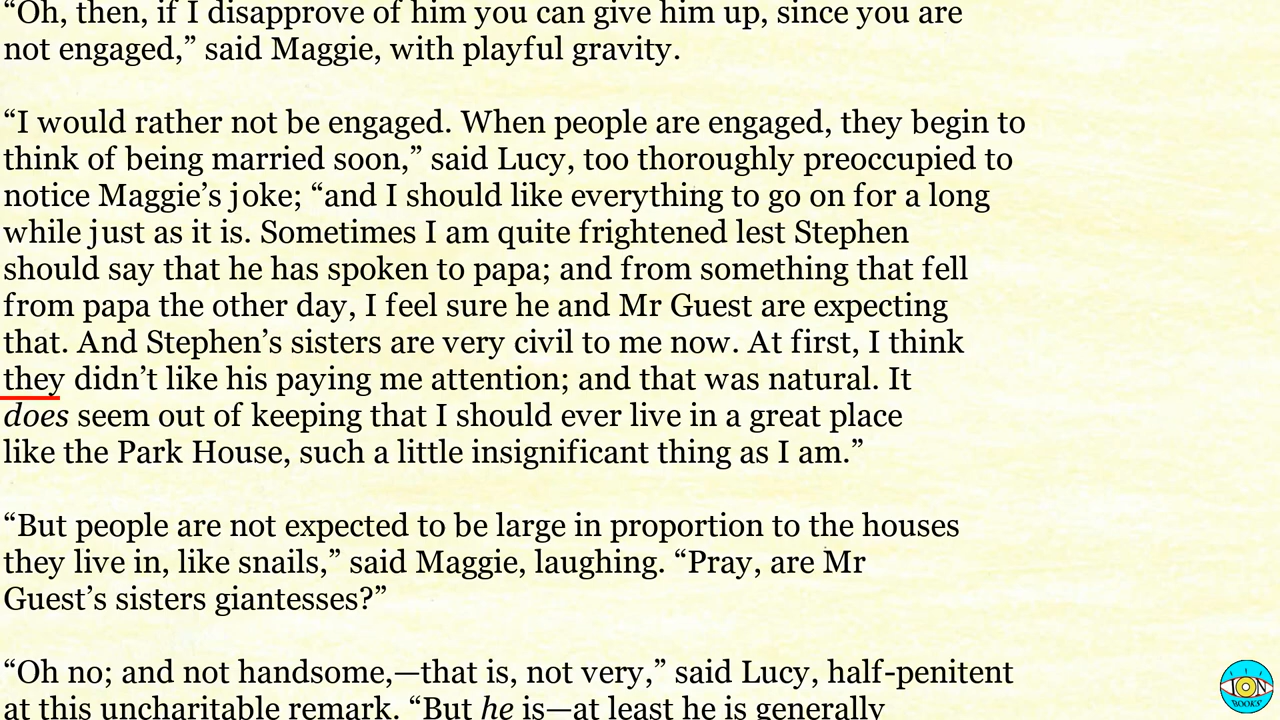 “Oh, then, if I disapprove of him you can give him up, since you are
not engaged,” said Maggie, with playful gravity.
“I would rather not be engaged. When people are engaged, they begin to
think of being married soon,” said Lucy, too thoroughly preoccupied to
notice Maggie’s joke; “and I should like everything to go on for a long
while just as it is. Sometimes I am quite frightened lest Stephen
should say that he has spoken to papa; and from something that fell
from papa the other day, I feel sure he and Mr Guest are expecting
that. And Stephen’s sisters are very civil to me now. At first, I think
they didn’t like his paying me attention; and that was natural. It
does seem out of keeping that I should ever live in a great place
like the Park House, such a little insignificant thing as I am.”
“But people are not expected to be large in proportion to the houses
they live in, like snails,” said Maggie, laughing. “Pray, are Mr
Guest’s sisters giantesses?”
“Oh no; and not handsome,—that is, not very,” said Lucy, half-penitent
at this uncharitable remark. “But he is—at least he is generally
ION
BOOKS